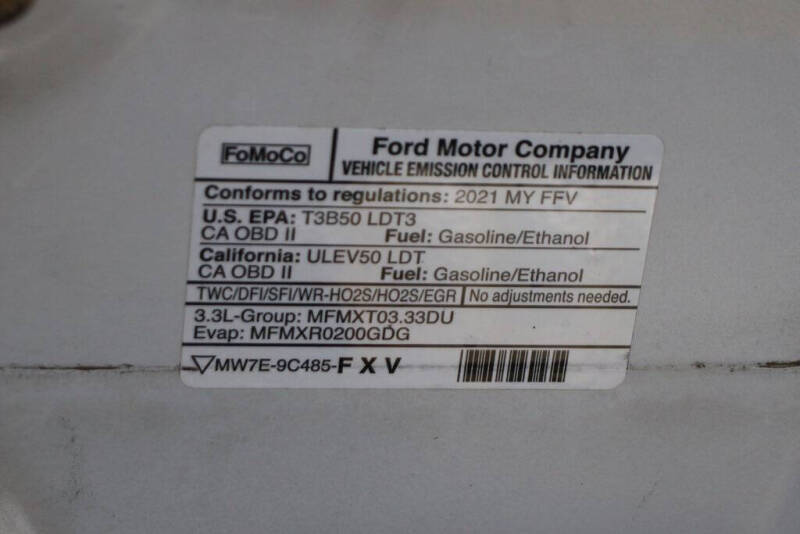 FoMoCo
Ford Motor Company
VEHICLE EMISSION CONTROL INFORMATION
Conforms to regulations: 2021 MY FFV
U.S. EPA: T3B50 LDT3
CA OBD II Fuel: Gasoline/Ethanol
California: ULEV50 LDT
CA OBD II Fuel: Gasoline/Ethanol
TWC/DFI/SFI/WR-HO2S/HO2S/EGR No adjustments needed.
3.3L-Group: MFMXT03.33DU
Evap: MFMXR0200GDG
MW7E-9C485-F X V